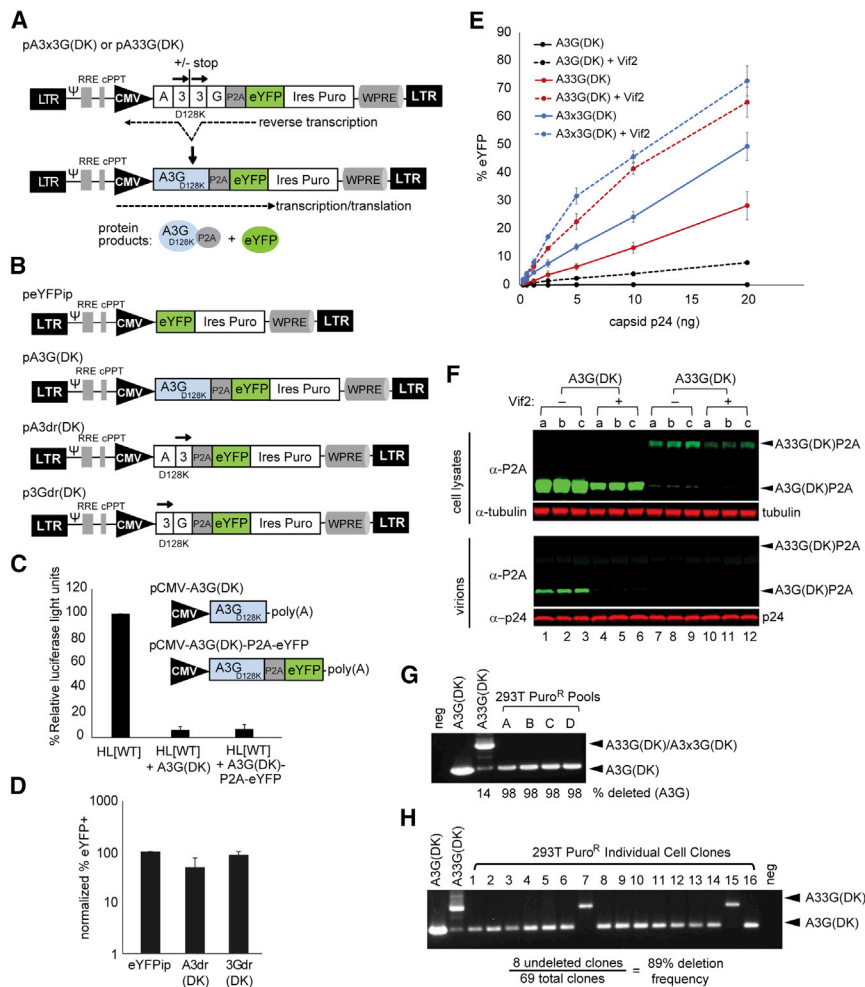 A
pA3x3G(DK) or pA33G(DK)
+/- stop
RRE cPPT
LTR Ψ CMV A 3 3 G P2A eYFP Ires Puro WPRE LTR
D128K
reverse transcription
LTR Ψ CMV A3G D128K P2A eYFP Ires Puro WPRE LTR
transcription/translation
protein products: A3G D128K P2A + eYFP
B
peYFPip
RRE cPPT
LTR Ψ CMV eYFP Ires Puro WPRE LTR
pA3G(DK)
RRE cPPT
LTR Ψ CMV A3G D128K P2A eYFP Ires Puro WPRE LTR
pA3dr(DK)
RRE cPPT
LTR Ψ CMV A 3 P2A eYFP Ires Puro WPRE LTR
D128K
p3Gdr(DK)
RRE cPPT
LTR Ψ CMV 3 G P2A eYFP Ires Puro WPRE LTR
D128K
C
% Relative luciferase light units
120
100
80
60
40
20
0
pCMV-A3G(DK)
CMV A3G D128K poly(A)
pCMV-A3G(DK)-P2A-eYFP
CMV A3G D128K P2A eYFP poly(A)
HL[WT]
HL[WT] + A3G(DK)
HL[WT] + A3G(DK)-P2A-eYFP
D
normalized % eYFP+
1000
100
10
1
eYFPip
A3dr (DK)
3Gdr (DK)
E
% eYFP
90
80
70
60
50
40
30
20
10
0
A3G(DK)
A3G(DK) + Vif2
A33G(DK)
A33G(DK) + Vif2
A3x3G(DK)
A3x3G(DK) + Vif2
0 5 10 15 20
capsid p24 (ng)
F
A3G(DK) A33G(DK)
Vif2: – + – +
a b c a b c a b c a b c
cell lysates
α-P2A
A33G(DK)P2A
A3G(DK)P2A
α-tubulin tubulin
virions
α-P2A
A33G(DK)P2A
A3G(DK)P2A
α-p24 p24
1 2 3 4 5 6 7 8 9 10 11 12
G
neg A3G(DK) A33G(DK) 293T Puro^R Pools
A B C D
A33G(DK)/A3x3G(DK)
A3G(DK)
14 98 98 98 98 % deleted (A3G)
H
A3G(DK) A33G(DK) 293T Puro^R Individual Cell Clones neg
1 2 3 4 5 6 7 8 9 10 11 12 13 14 15 16
A33G(DK)
A3G(DK)
8 undeleted clones
69 total clones
= 89% deletion frequency